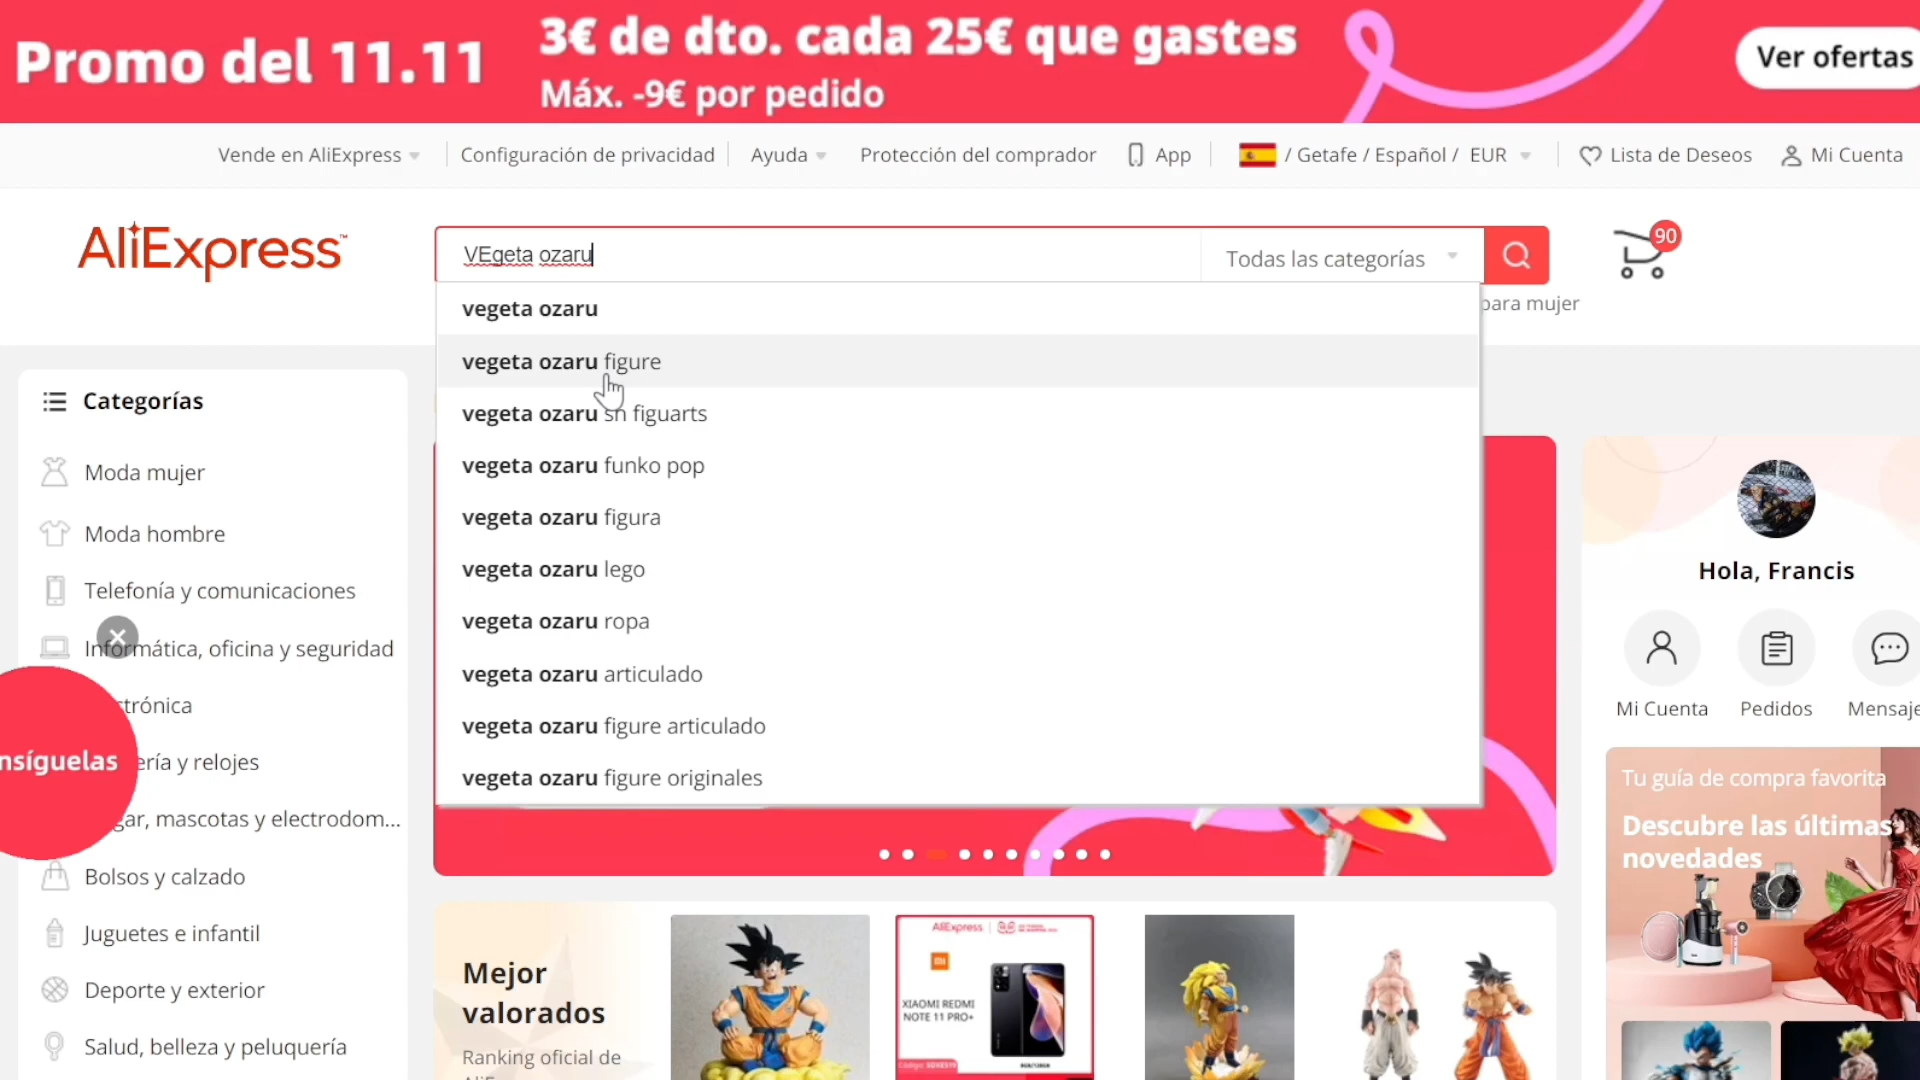 Promo del 11.11
3€ de dto. cada 25€ que gastes
Máx. -9€ por pedido
Ver ofertas
Vende en AliExpress
Configuración de privacidad
Ayuda
Protección del comprador
App
/ Getafe / Español / EUR
Lista de Deseos
Mi Cuenta
AliExpress™
VEgeta ozaru
Todas las categorías
90
para mujer
vegeta ozaru
vegeta ozaru figure
vegeta ozaru sh figuarts
vegeta ozaru funko pop
vegeta ozaru figura
vegeta ozaru lego
vegeta ozaru ropa
vegeta ozaru articulado
vegeta ozaru figure articulado
vegeta ozaru figure originales
Categorías
Moda mujer
Moda hombre
Telefonía y comunicaciones
Informática, oficina y seguridad
ctrónica
ería y relojes
gar, mascotas y electrodom...
Bolsos y calzado
Juguetes e infantil
Deporte y exterior
Salud, belleza y peluquería
nsíguelas
Hola, Francis
Mi Cuenta
Pedidos
Mensaje
Tu guía de compra favorita
Descubre las últimas
novedades
Mejor
valorados
Ranking oficial de
AliExpress
XIAOMI REDMI
NOTE 11 PRO+